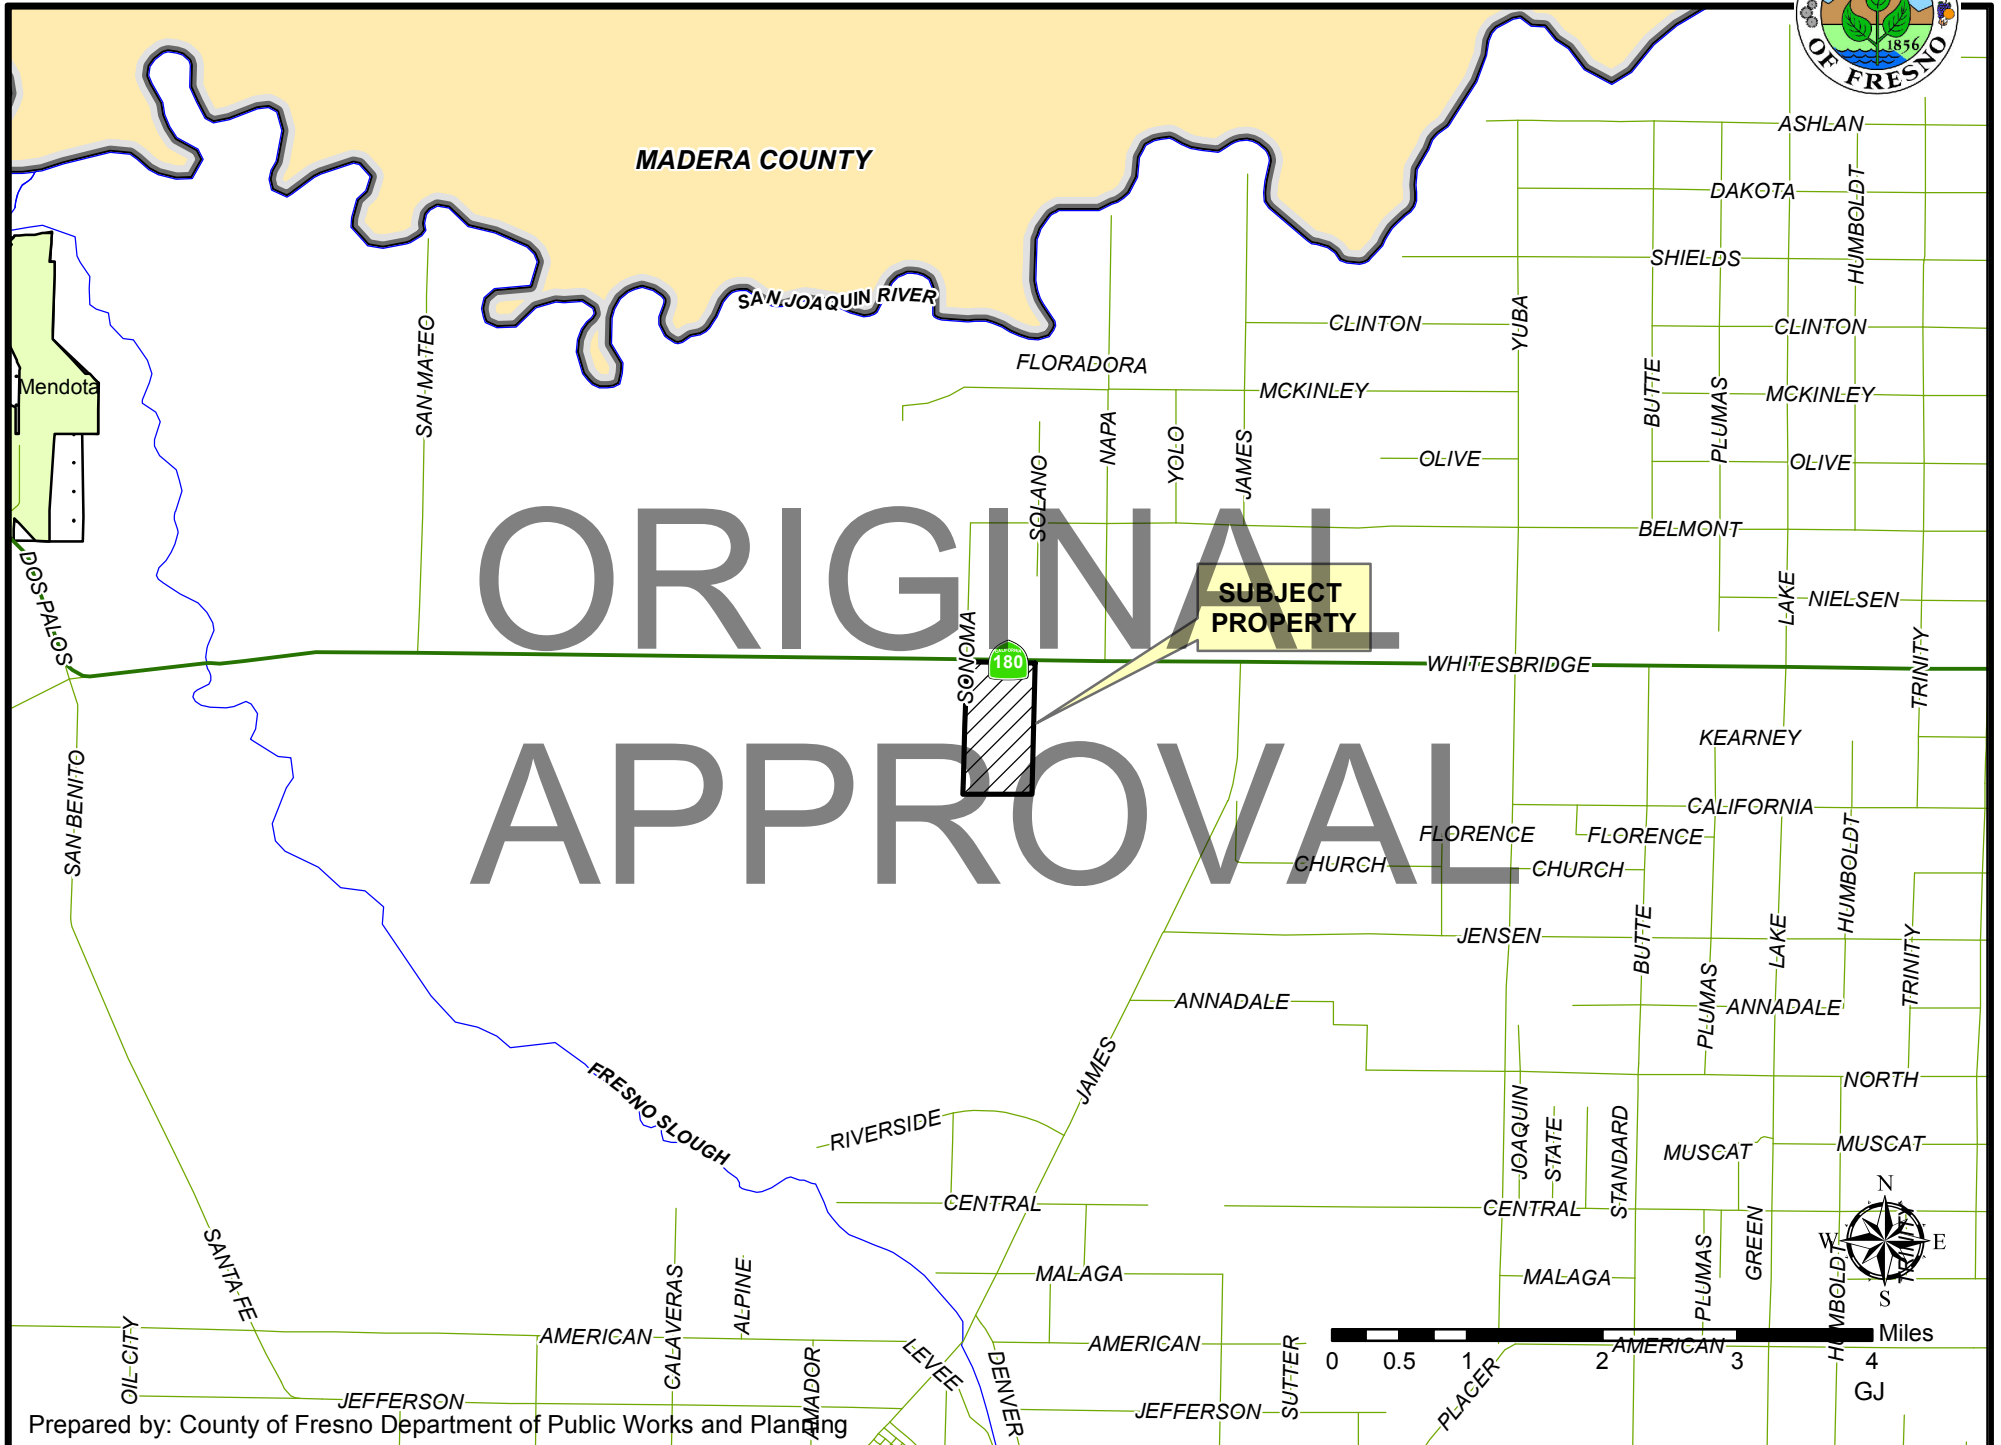 1856
OF FRESNO
ASHLAN
MADERA COUNTY
DAKOTA
HUMBOLDT
SHIELDS
SAN JOAQUIN RIVER
YUBA
CLINTON
CLINTON
SAN MATEO
FLORADORA
Mendota
MCKINLEY
BUTTE
PLUMAS
MCKINLEY
NAPA
YOLO
JAMES
OLIVE
OLIVE
SOLANO
BELMONT
ORIGINAL
SUBJECT
PROPERTY
DOS PALOS
LAKE
NIELSEN
SONOMA
CALIFORNIA
180
WHITESBRIDGE
TRINITY
KEARNEY
SAN BENITO
APPROVAL
CALIFORNIA
FLORENCE
FLORENCE
CHURCH
CHURCH
HUMBOLDT
JENSEN
BUTTE
LAKE
TRINITY
ANNADALE
PLUMAS
ANNADALE
JAMES
NORTH
FRESNO SLOUGH
RIVERSIDE
JOAQUIN
STATE
STANDARD
MUSCAT
MUSCAT
CENTRAL
CENTRAL
N
W
E
S
TRINITY
HUMBOLDT
GREEN
PLUMAS
SANTA FE
MALAGA
MALAGA
CALAVERAS
ALPINE
OIL CITY
AMERICAN
AMERICAN
AMERICAN
Miles
0 0.5 1 2 3 4
GJ
AMADOR
LEVEE
DENVER
SUTTER
PLACER
JEFFERSON
JEFFERSON
Prepared by: County of Fresno Department of Public Works and Planning